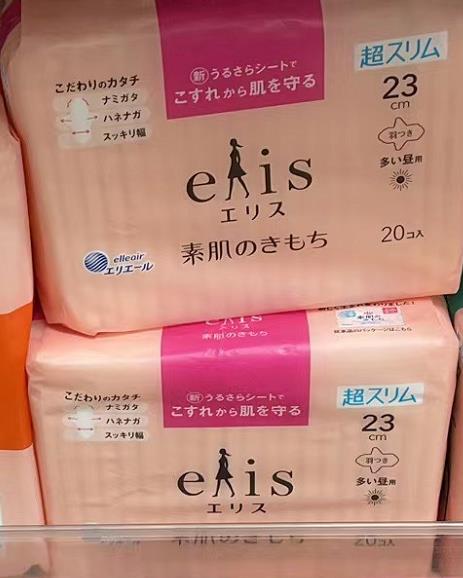 新 うるさらシートで
こすれから肌を守る
超スリム
23
cm
羽つき
多い昼用
こだわりのカタチ
ナミガタ
ハネナガ
スッキリ幅
elis
エリス
素肌のきもち
20コ入
elleair
エリエール
エリス
素肌のきもち
新 うるさらシートで
こすれから肌を守る
超スリム
23
cm
羽つき
多い昼用
こだわりのカタチ
ナミガタ
ハネナガ
スッキリ幅
elis
エリス